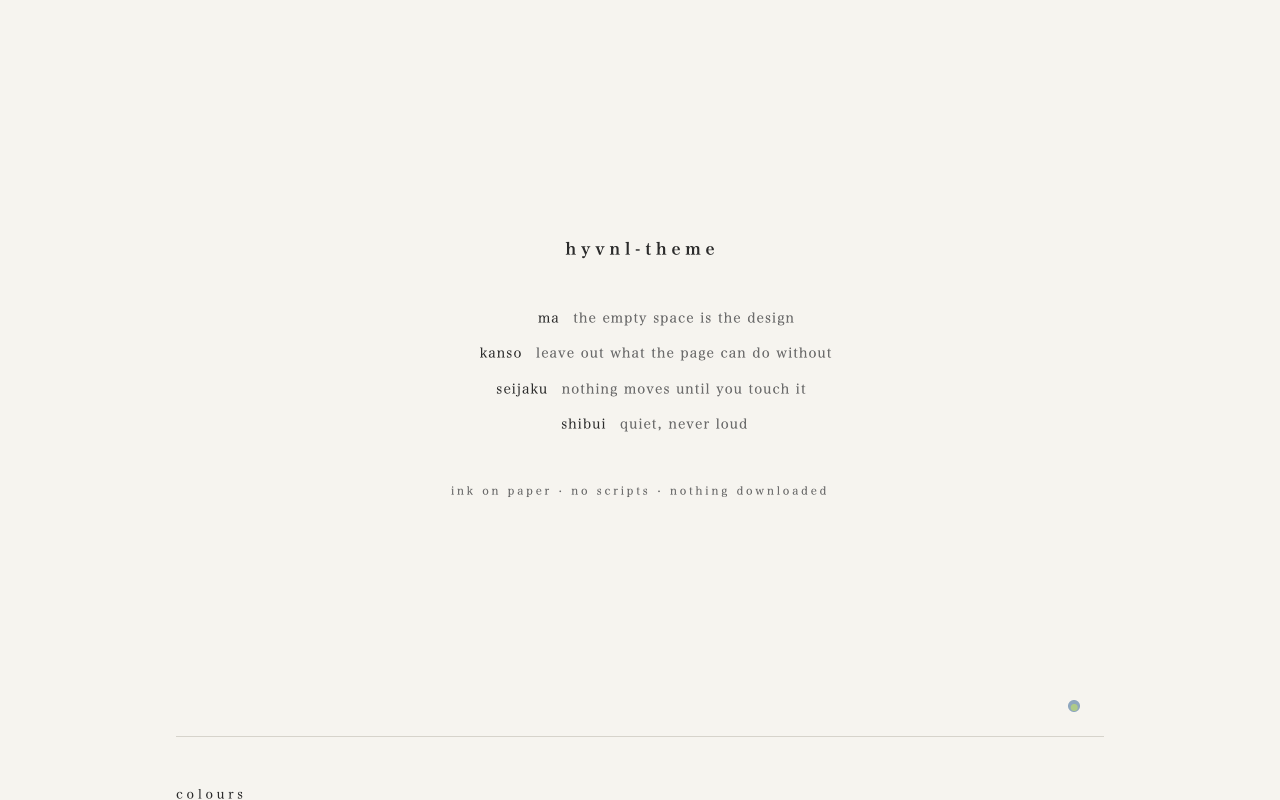 hyvnl-theme
ma the empty space is the design
kanso leave out what the page can do without
seijaku nothing moves until you touch it
shibui quiet, never loud
ink on paper · no scripts · nothing downloaded
colours